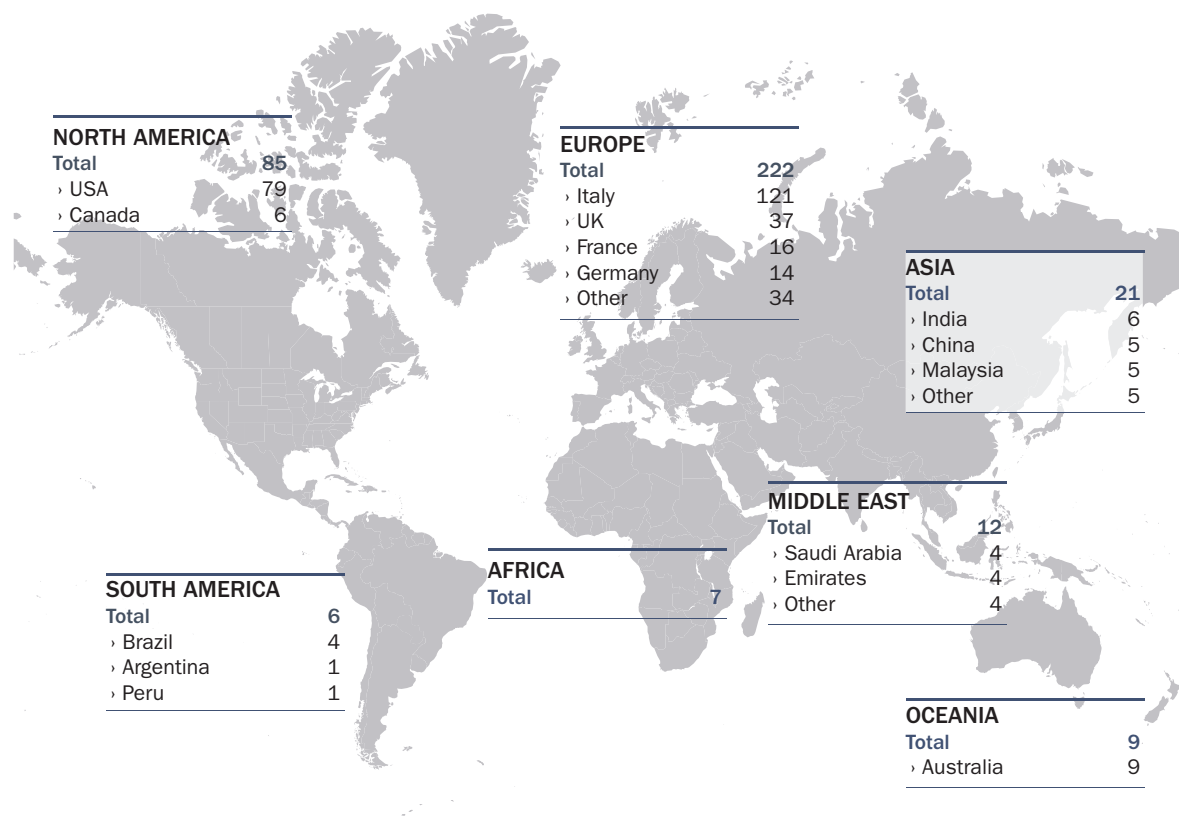 NORTH AMERICA
Total 85
› USA 79
› Canada 6
EUROPE
Total 222
› Italy 121
› UK 37
› France 16
› Germany 14
› Other 34
ASIA
Total 21
› India 6
› China 5
› Malaysia 5
› Other 5
MIDDLE EAST
Total 12
› Saudi Arabia 4
› Emirates 4
› Other 4
AFRICA
Total 7
SOUTH AMERICA
Total 6
› Brazil 4
› Argentina 1
› Peru 1
OCEANIA
Total 9
› Australia 9